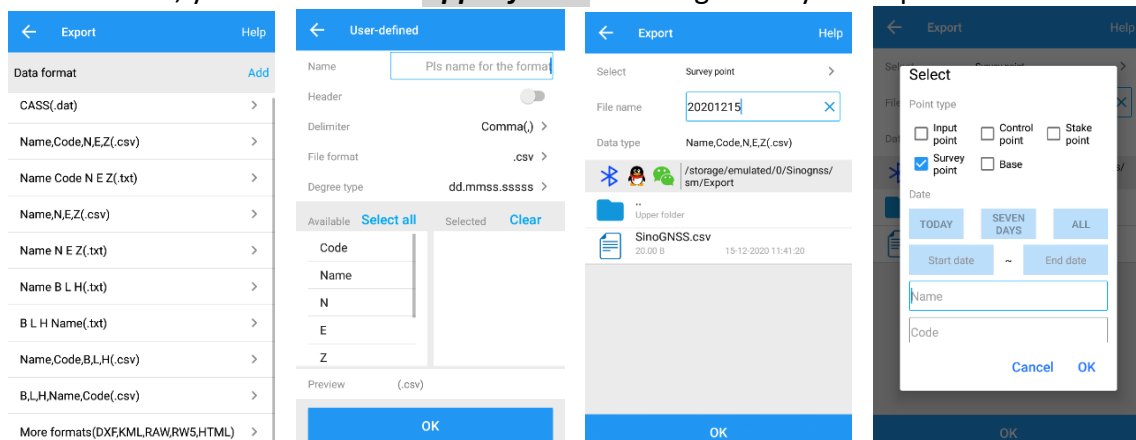 Export Help
Data format Add
CASS(.dat)
Name,Code,N,E,Z(.csv)
Name Code N E Z(.txt)
Name,N,E,Z(.csv)
Name N E Z(.txt)
Name B L H(.txt)
B L H Name(.txt)
Name,Code,B,L,H(.csv)
B,L,H,Name,Code(.csv)
More formats(DXF,KML,RAW,RW5,HTML)
User-defined
Name Pls name for the format
Header
Delimiter Comma(,)
File format .csv
Degree type dd.mmss.sssss
Available Select all Selected Clear
Code
Name
N
E
Z
Preview (.csv)
OK
Export Help
Select Survey point
File name 20201215
Data type Name,Code,N,E,Z(.csv)
/storage/emulated/0/Sinognss/
sm/Export
..
Upper folder
SinoGNSS.csv
20.00 B 15-12-2020 11:41:20
OK
Export Help
Select
Point type
Input point Control point Stake point
Survey point Base
Date
TODAY SEVEN DAYS ALL
Start date ~ End date
Name
Code
Cancel OK
OK